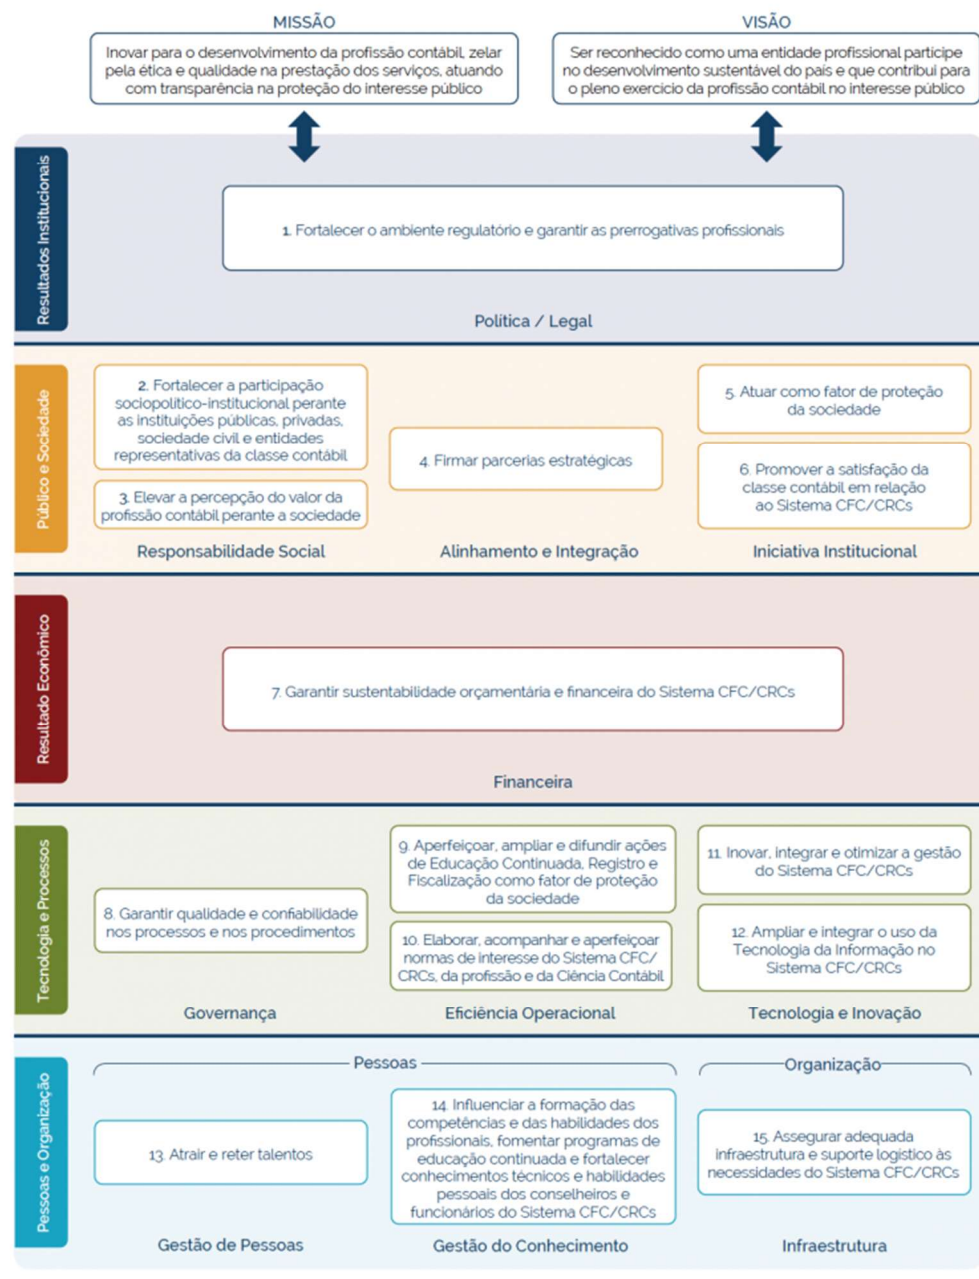 MISSÃO
Inovar para o desenvolvimento da profissão contábil, zelar
pela ética e qualidade na prestação dos serviços, atuando
com transparência na proteção do interesse público
VISÃO
Ser reconhecido como uma entidade profissional partícipe
no desenvolvimento sustentável do país e que contribui para
o pleno exercício da profissão contábil no interesse público
Resultados Institucionais
1. Fortalecer o ambiente regulatório e garantir as prerrogativas profissionais
Política / Legal
Público e Sociedade
2. Fortalecer a participação
sociopolítico-institucional perante
as instituições públicas, privadas,
sociedade civil e entidades
representativas da classe contábil
3. Elevar a percepção do valor da
profissão contábil perante a sociedade
Responsabilidade Social
4. Firmar parcerias estratégicas
Alinhamento e Integração
5. Atuar como fator de proteção
da sociedade
6. Promover a satisfação da
classe contábil em relação
ao Sistema CFC/CRCs
Iniciativa Institucional
Resultado Econômico
7. Garantir sustentabilidade orçamentária e financeira do Sistema CFC/CRCs
Financeira
Tecnologia e Processos
8. Garantir qualidade e confiabilidade
nos processos e nos procedimentos
Governança
9. Aperfeiçoar, ampliar e difundir ações
de Educação Continuada, Registro e
Fiscalização como fator de proteção
da sociedade
10. Elaborar, acompanhar e aperfeiçoar
normas de interesse do Sistema CFC/
CRCs, da profissão e da Ciência Contábil
Eficiência Operacional
11. Inovar, integrar e otimizar a gestão
do Sistema CFC/CRCs
12. Ampliar e integrar o uso da
Tecnologia da Informação no
Sistema CFC/CRCs
Tecnologia e Inovação
Pessoas e Organização
Pessoas
13. Atrair e reter talentos
Gestão de Pessoas
14. Influenciar a formação das
competências e das habilidades dos
profissionais, fomentar programas de
educação continuada e fortalecer
conhecimentos técnicos e habilidades
pessoais dos conselheiros e
funcionários do Sistema CFC/CRCs
Gestão do Conhecimento
Organização
15. Assegurar adequada
infraestrutura e suporte logístico às
necessidades do Sistema CFC/CRCs
Infraestrutura